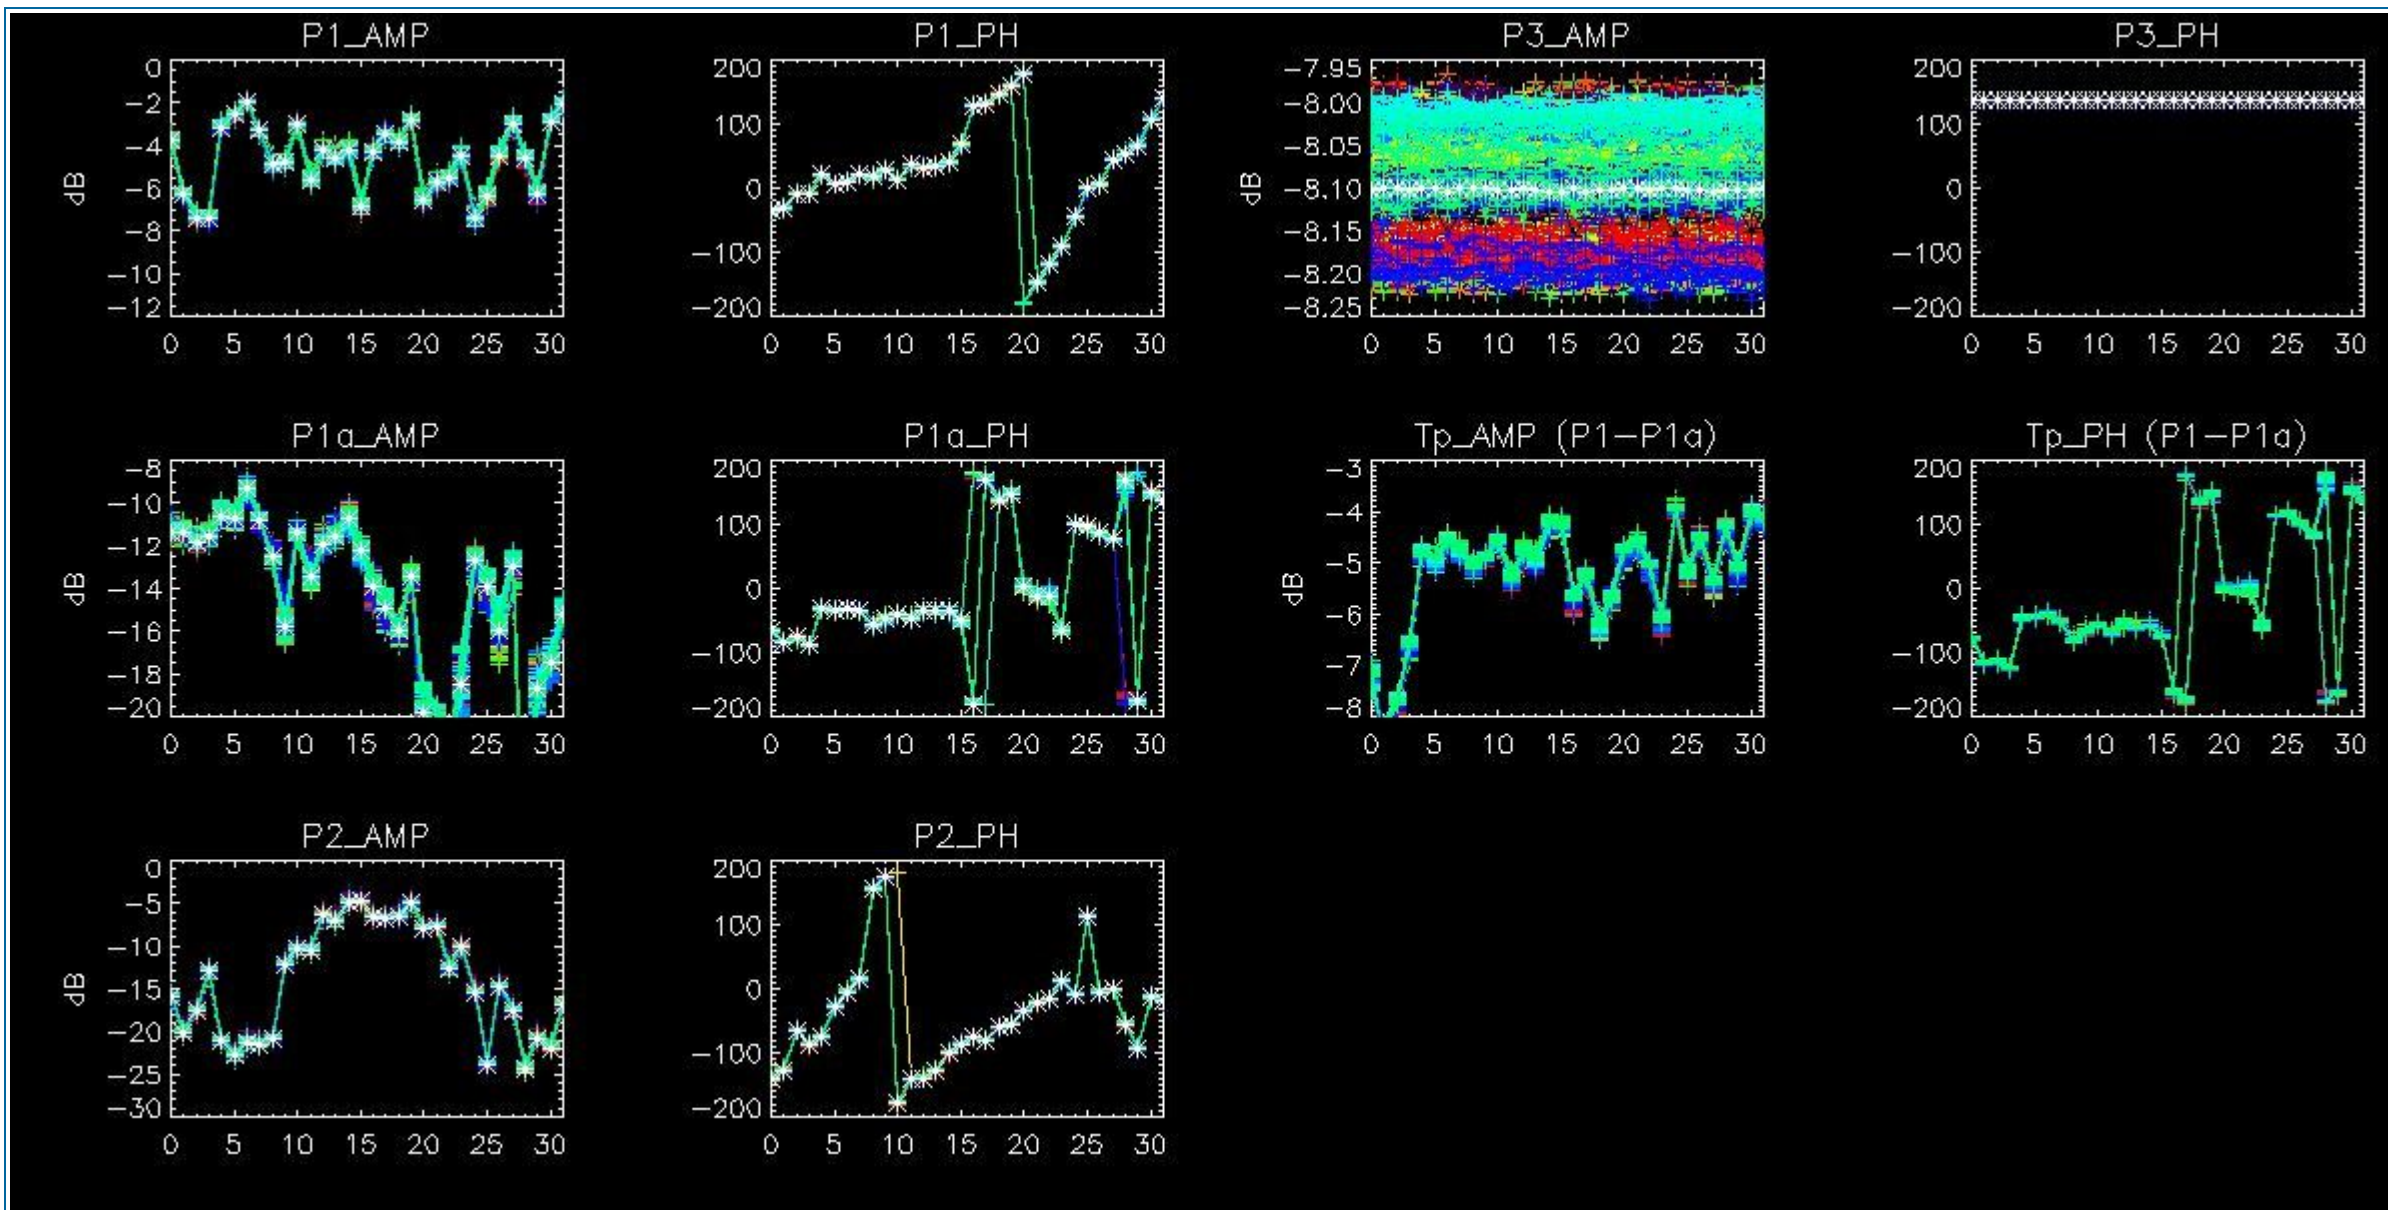 P1_AMP P1_PH P3_AMP P3_PH
0 200 −7.95 200
−2 −8.00
−4 100 −8.05 100
dB −6 0 dB −8.10 0
−8 −8.15
−10 −100 −8.20 −100
−12 −200 −8.25 −200
0 5 10 15 20 25 30 0 5 10 15 20 25 30 0 5 10 15 20 25 30 0 5 10 15 20 25 30
P1a_AMP P1a_PH Tp_AMP (P1−P1a) Tp_PH (P1−P1a)
−8 200 −3 200
−10 100 −4 100
−12
dB −14 0 dB −5 0
−16 −6
−18 −100 −7 −100
−20 −200 −8 −200
0 5 10 15 20 25 30 0 5 10 15 20 25 30 0 5 10 15 20 25 30 0 5 10 15 20 25 30
P2_AMP P2_PH
0 200
−5 100
−10
dB −15 0
−20 −100
−25
−30 −200
0 5 10 15 20 25 30 0 5 10 15 20 25 30